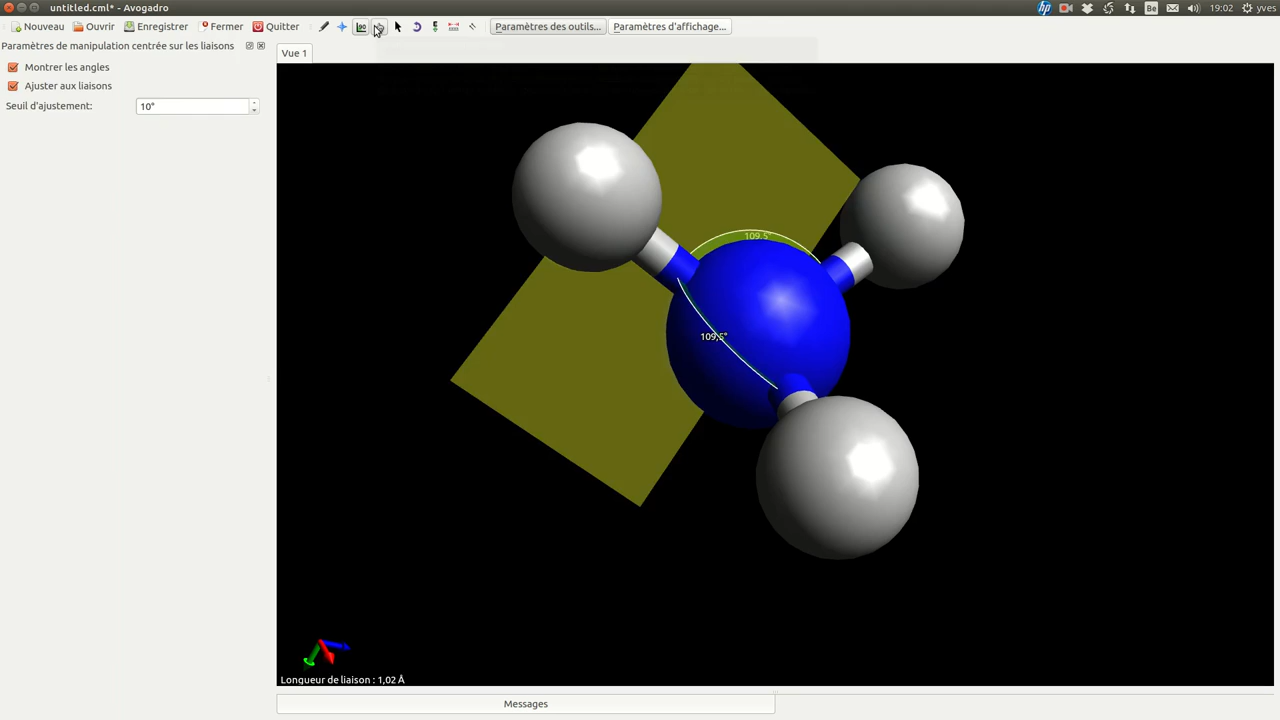 untitled.cml* - Avogadro
Be 19:02 yves
Nouveau Ouvrir Enregistrer Fermer Quitter Paramètres des outils... Paramètres d'affichage...
Paramètres de manipulation centrée sur les liaisons
Vue 1
Montrer les angles
Ajuster aux liaisons
Seuil d'ajustement: 10°
109,5°
109,5°
Longueur de liaison : 1,02 Å
Messages